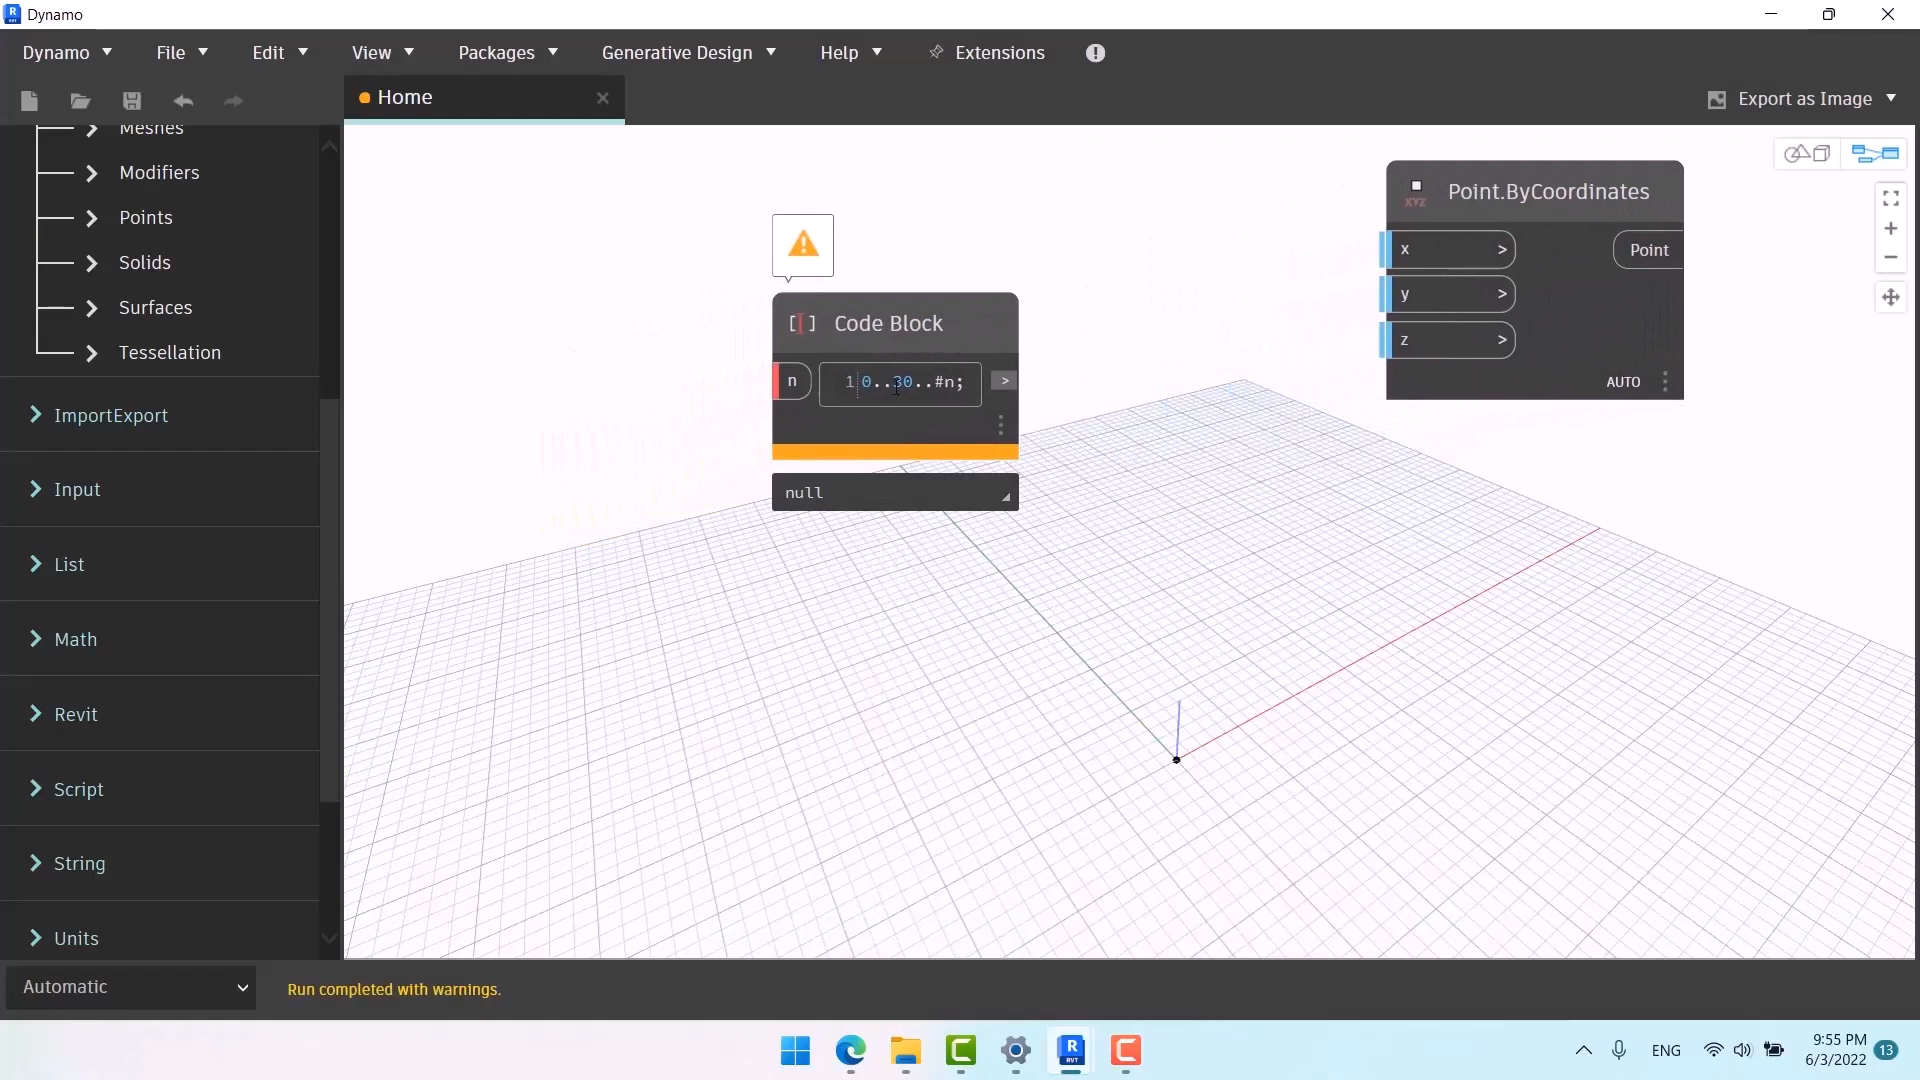 Dynamo
Dynamo File Edit View Packages Generative Design Help Extensions
Home
Export as Image
Meshes
Modifiers
Points
Solids
Surfaces
Tessellation
ImportExport
Input
List
Math
Revit
Script
String
Units
Code Block
n 1 0..30..#n; >
null
Point.ByCoordinates
XYZ
x > Point
y >
z >
AUTO
Automatic
Run completed with warnings.
ENG
9:55 PM
6/3/2022
13